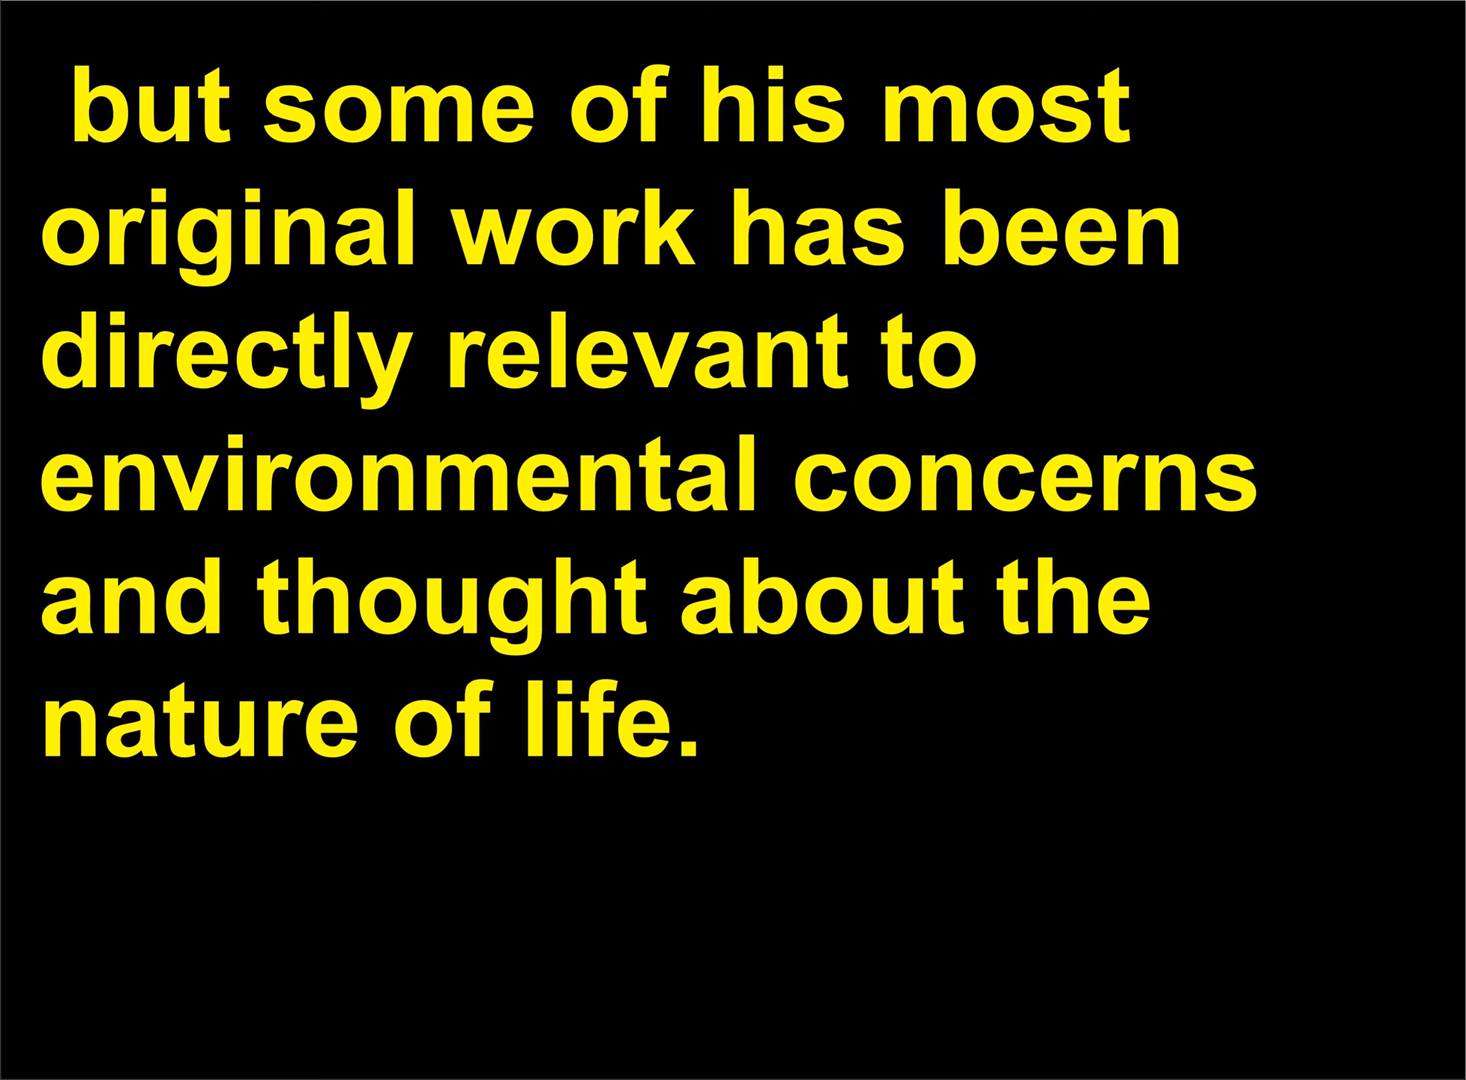 but some of his most
original work has been
directly relevant to
environmental concerns
and thought about the
nature of life.